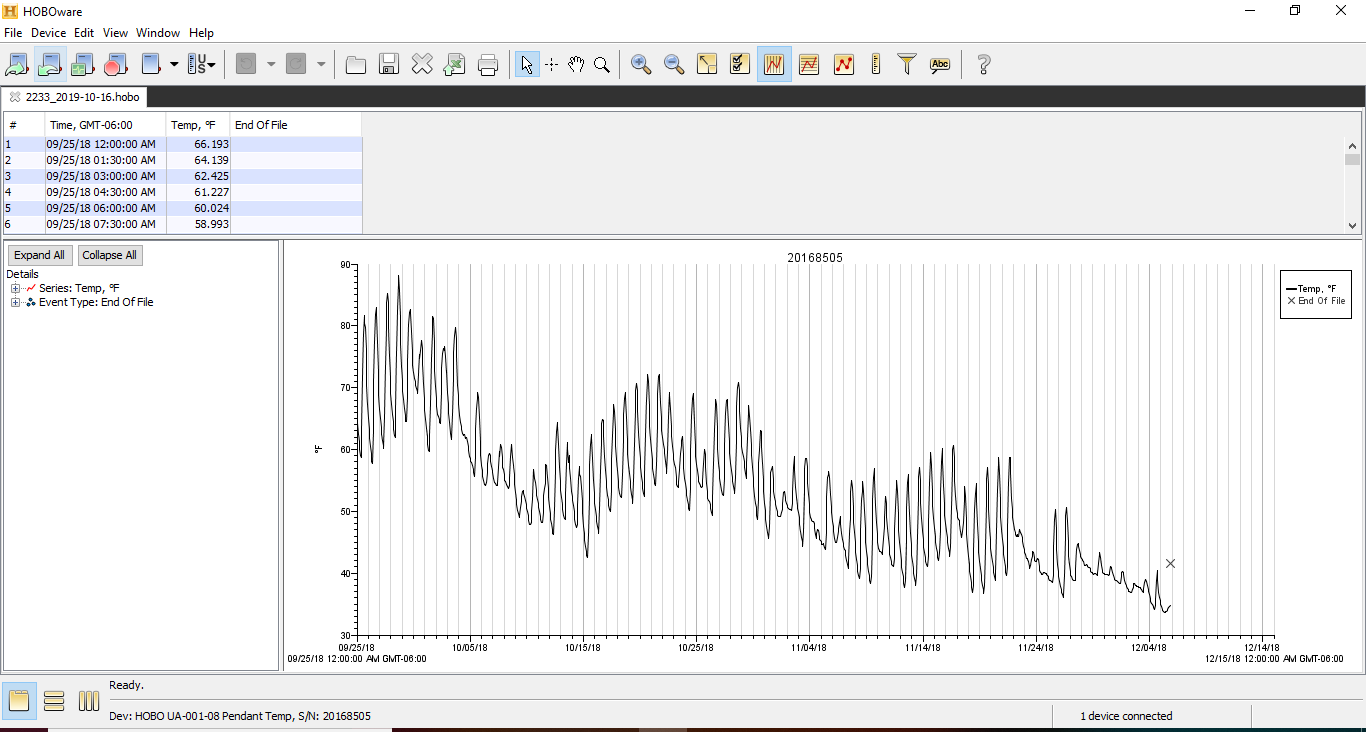 HOBOware
File Device Edit View Window Help
U
S
Abc
?
2233_2019-10-16.hobo
# Time, GMT-06:00 Temp, °F End Of File
1 09/25/18 12:00:00 AM 66.193
2 09/25/18 01:30:00 AM 64.139
3 09/25/18 03:00:00 AM 62.425
4 09/25/18 04:30:00 AM 61.227
5 09/25/18 06:00:00 AM 60.024
6 09/25/18 07:30:00 AM 58.993
Expand All Collapse All
Details
Series: Temp, °F
Event Type: End Of File
20168505
90
80
70
60
50
40
30
°F
Temp, °F
End Of File
09/25/18 10/05/18 10/15/18 10/25/18 11/04/18 11/14/18 11/24/18 12/04/18 12/14/18
09/25/18 12:00:00 AM GMT-06:00 12/15/18 12:00:00 AM GMT-06:00
Ready.
Dev: HOBO UA-001-08 Pendant Temp, S/N: 20168505 1 device connected